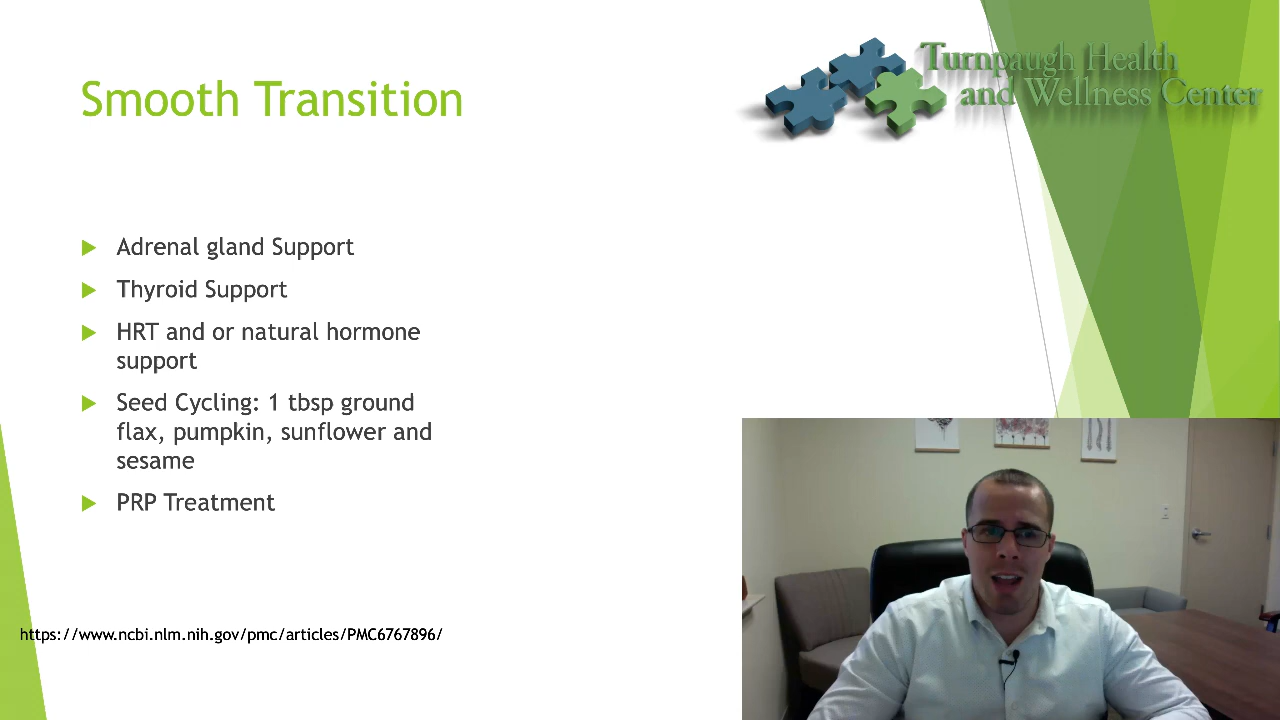 Turnpaugh Health
and Wellness Center
Smooth Transition
Adrenal gland Support
Thyroid Support
HRT and or natural hormone
support
Seed Cycling: 1 tbsp ground
flax, pumpkin, sunflower and
sesame
PRP Treatment
https://www.ncbi.nlm.nih.gov/pmc/articles/PMC6767896/